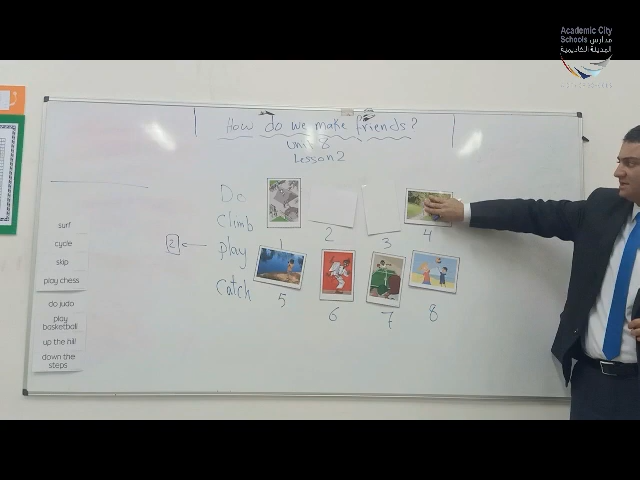 Academic City
Schools مدارس
المدينة الأكاديمية
How do we make friends?
Unit 8
Lesson 2
Do
Climb
Play
Catch
2
1
2
3
4
5
6
7
8
surf
cycle
skip
play chess
do judo
play
basketball
up the hill
down the
steps